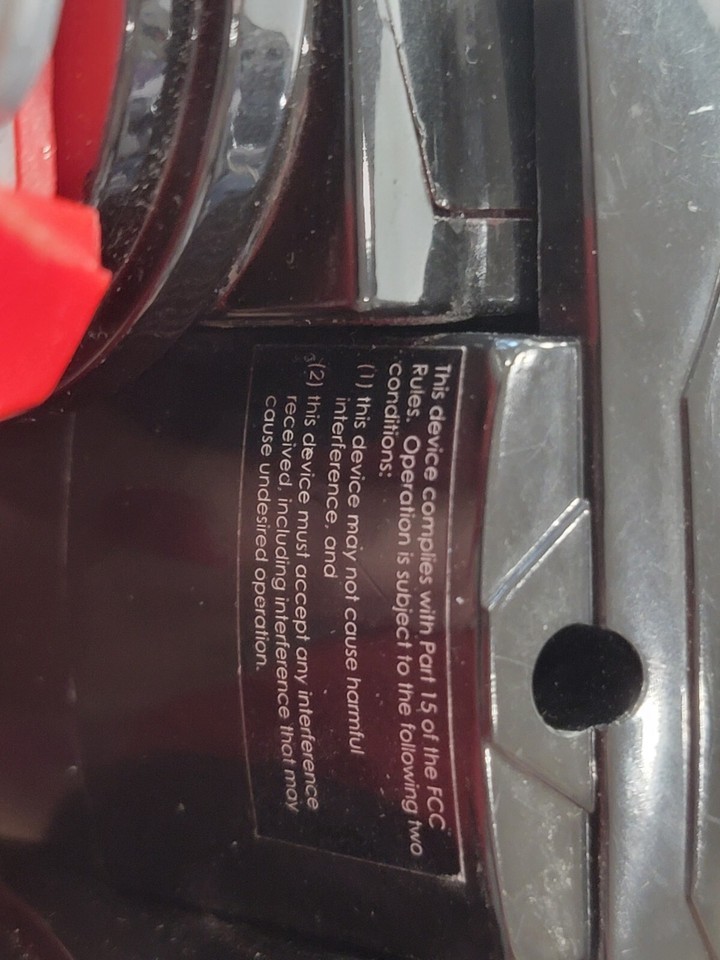 This device complies with Part 15 of the FCC
Rules. Operation is subject to the following two
conditions:
(1) this device may not cause harmful
interference, and
(2) this device must accept any interference
received, including interference that may
cause undesired operation.